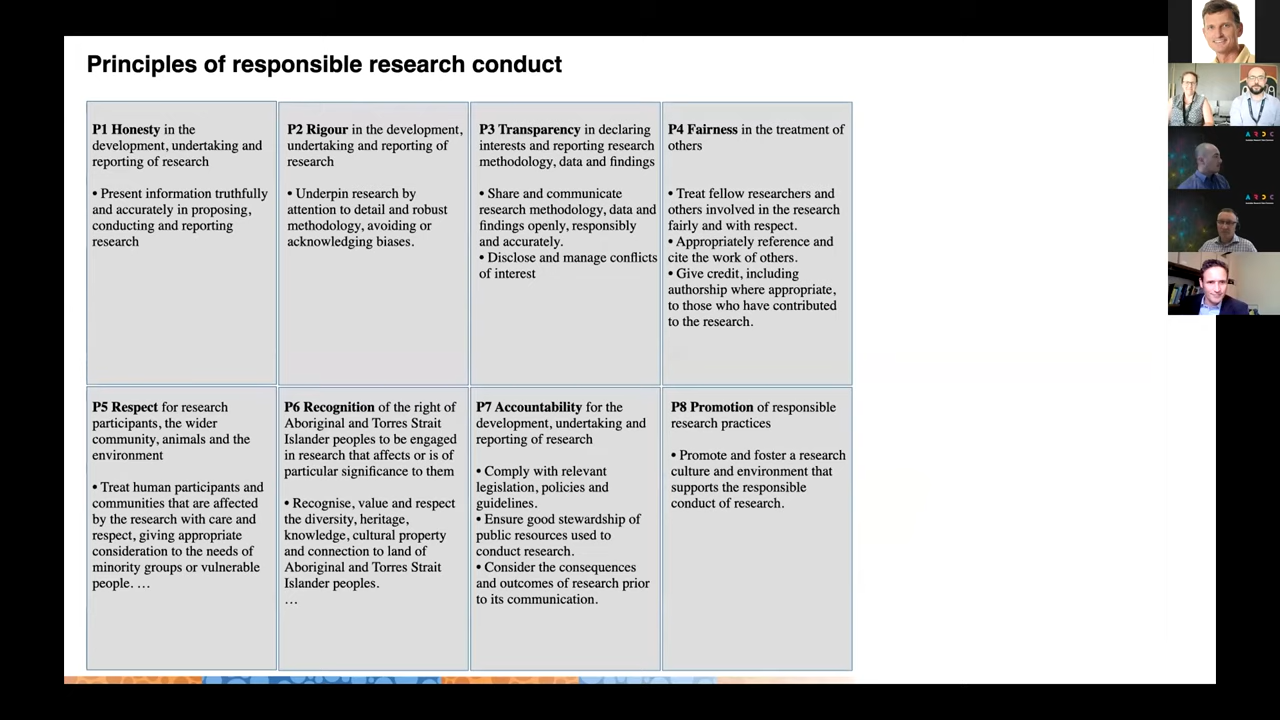 Principles of responsible research conduct
P1 Honesty in the
development, undertaking and
reporting of research
• Present information truthfully
and accurately in proposing,
conducting and reporting
research
P2 Rigour in the development,
undertaking and reporting of
research
• Underpin research by
attention to detail and robust
methodology, avoiding or
acknowledging biases.
P3 Transparency in declaring
interests and reporting research
methodology, data and findings
• Share and communicate
research methodology, data and
findings openly, responsibly
and accurately.
• Disclose and manage conflicts
of interest
P4 Fairness in the treatment of
others
• Treat fellow researchers and
others involved in the research
fairly and with respect.
• Appropriately reference and
cite the work of others.
• Give credit, including
authorship where appropriate,
to those who have contributed
to the research.
P5 Respect for research
participants, the wider
community, animals and the
environment
• Treat human participants and
communities that are affected
by the research with care and
respect, giving appropriate
consideration to the needs of
minority groups or vulnerable
people. …
P6 Recognition of the right of
Aboriginal and Torres Strait
Islander peoples to be engaged
in research that affects or is of
particular significance to them
• Recognise, value and respect
the diversity, heritage,
knowledge, cultural property
and connection to land of
Aboriginal and Torres Strait
Islander peoples.
…
P7 Accountability for the
development, undertaking and
reporting of research
• Comply with relevant
legislation, policies and
guidelines.
• Ensure good stewardship of
public resources used to
conduct research.
• Consider the consequences
and outcomes of research prior
to its communication.
P8 Promotion of responsible
research practices
• Promote and foster a research
culture and environment that
supports the responsible
conduct of research.
ARDC
ARDC